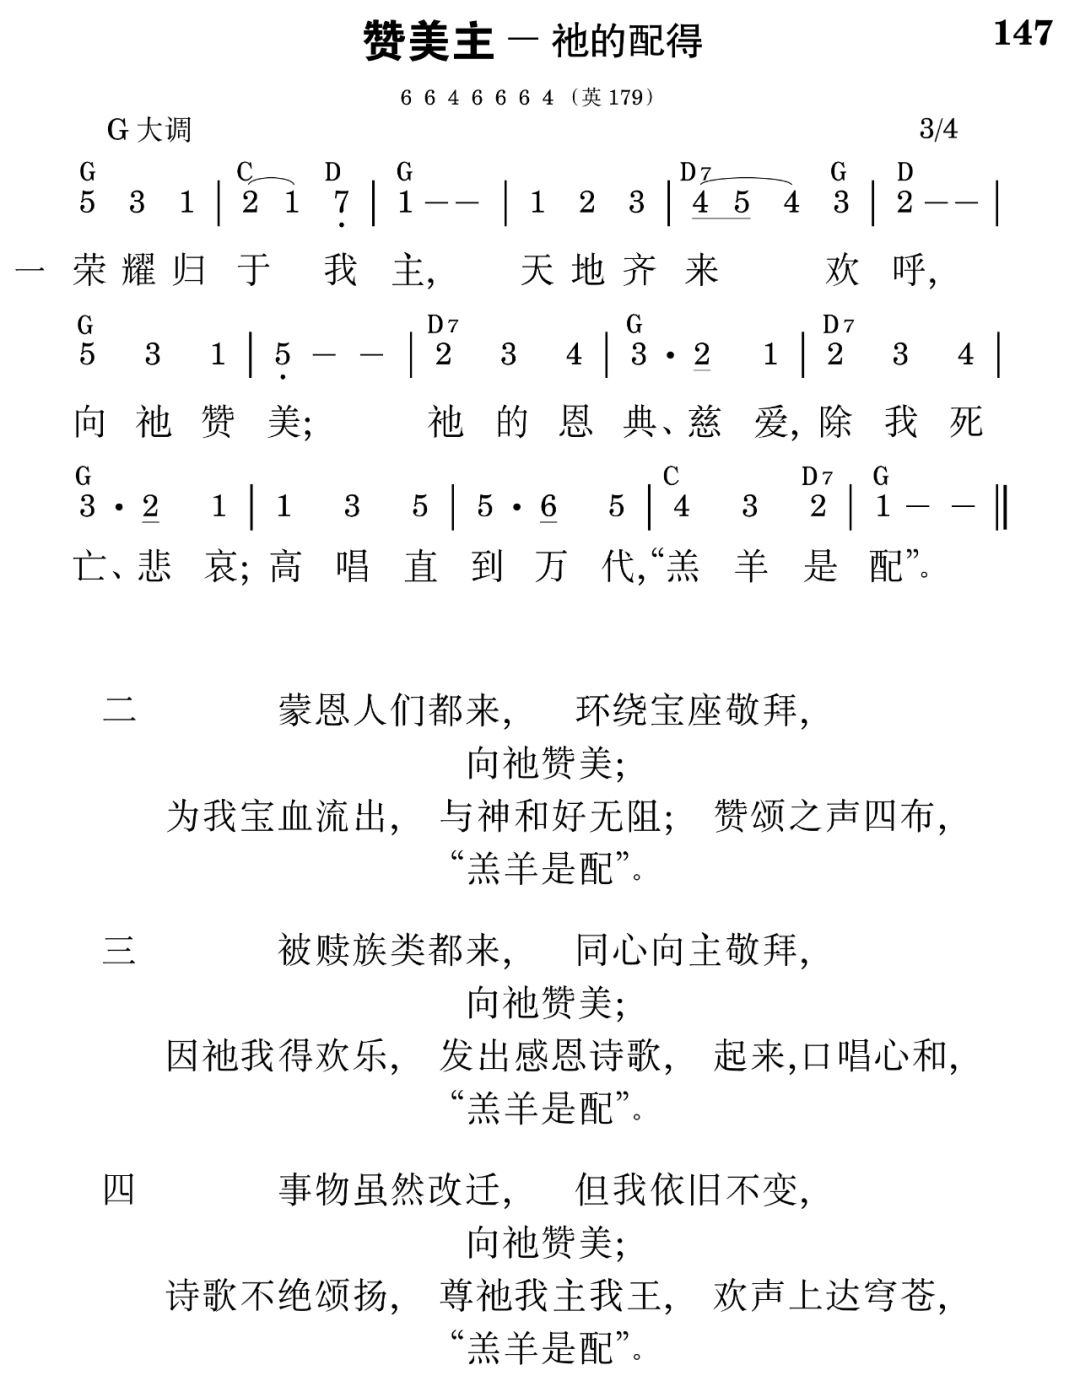 赞美主 — 祂的配得
147
6 6 4 6 6 6 4 (英 179)
G 大调 3/4
G C D G D7 G D
5 3 1 | 2 1 7 | 1 – – | 1 2 3 | 4 5 4 3 | 2 – – |
一 荣耀归于我主, 天地齐来欢呼,
G D7 G D7
5 3 1 | 5 – – | 2 3 4 | 3 · 2 1 | 2 3 4 |
向祂赞美; 祂的恩典、慈爱, 除我死
G C D7 G
3 · 2 1 | 1 3 5 | 5 · 6 5 | 4 3 2 | 1 – – ‖
亡、悲哀; 高唱直到万代, “羔羊是配”。
二 蒙恩人们都来, 环绕宝座敬拜,
向祂赞美;
为我宝血流出, 与神和好无阻; 赞颂之声四布,
“羔羊是配”。
三 被赎族类都来, 同心向主敬拜,
向祂赞美;
因祂我得欢乐, 发出感恩诗歌, 起来,口唱心和,
“羔羊是配”。
四 事物虽然改迁, 但我依旧不变,
向祂赞美;
诗歌不绝颂扬, 尊祂我主我王, 欢声上达穹苍,
“羔羊是配”。